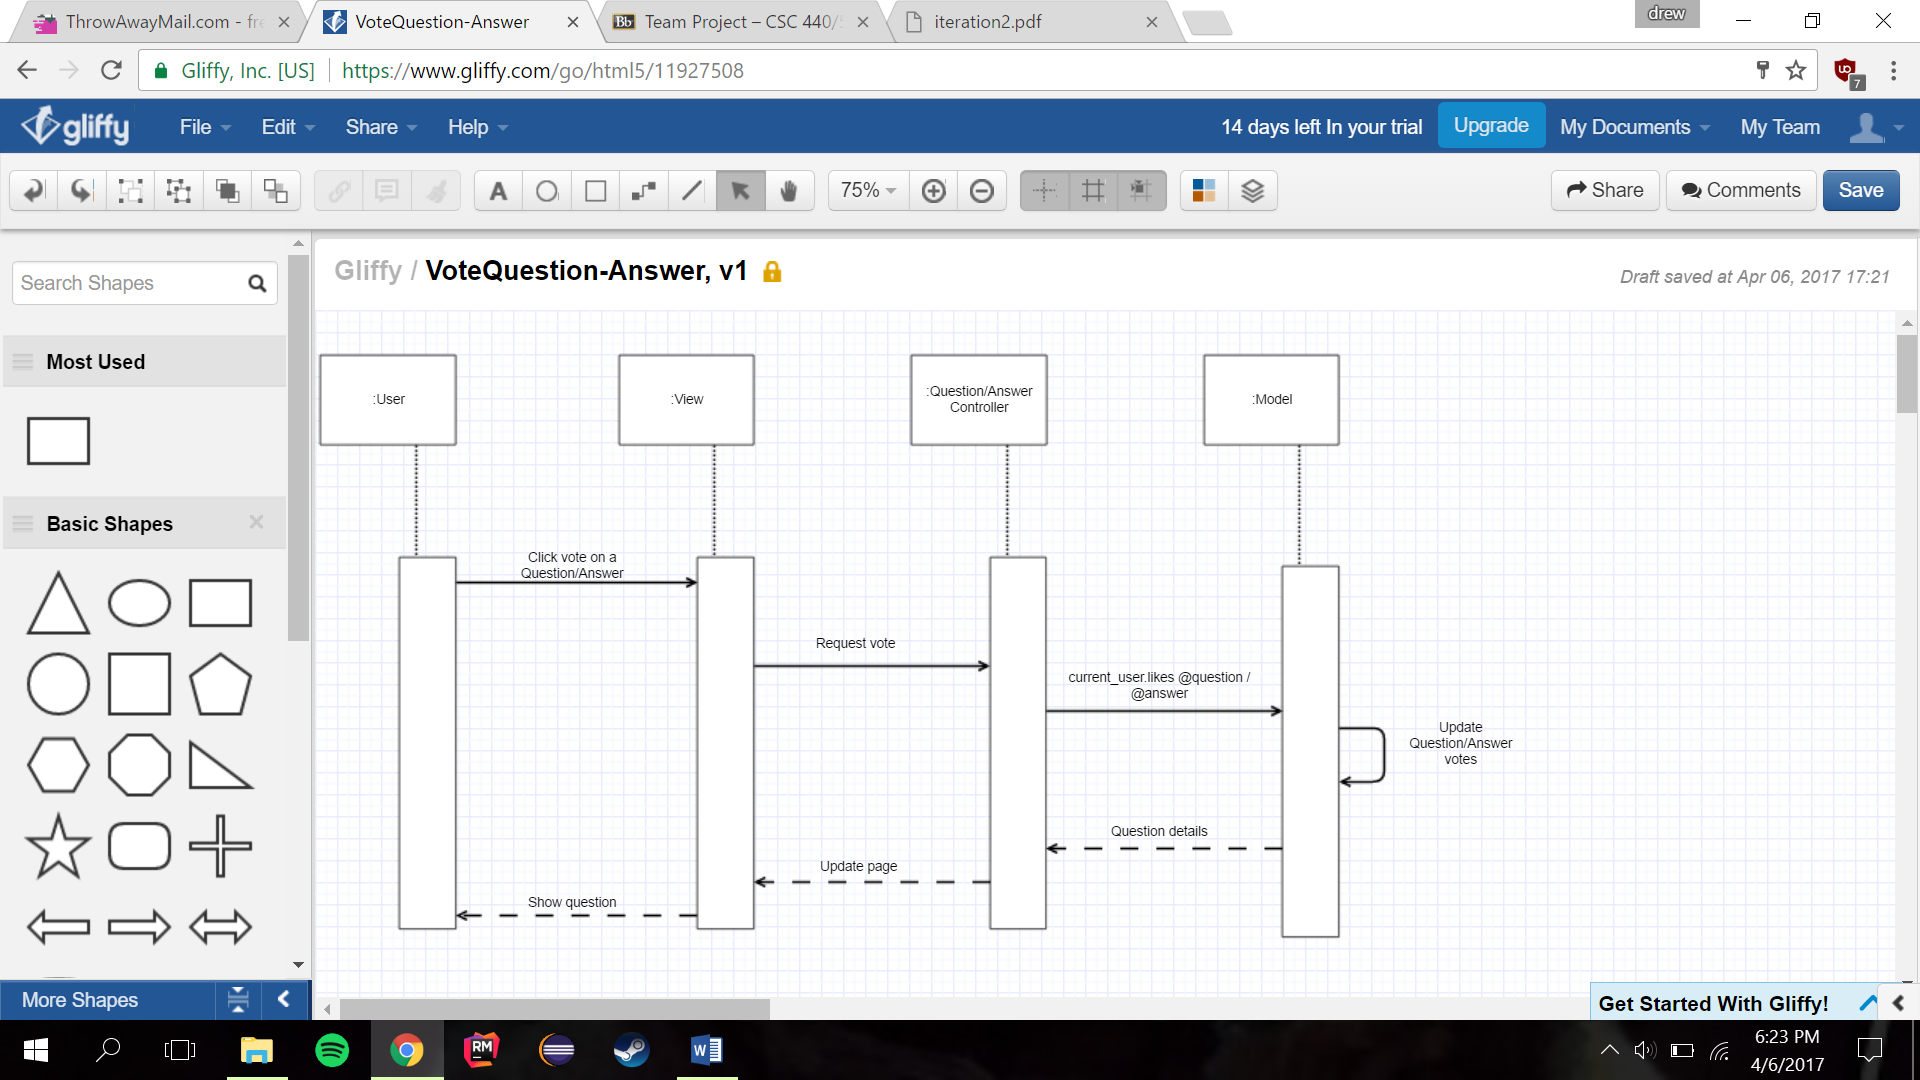 ThrowAwayMail.com - fre
VoteQuestion-Answer
Team Project – CSC 440/5
iteration2.pdf
drew
Gliffy, Inc. [US]
https://www.gliffy.com/go/html5/11927508
7
gliffy
File
Edit
Share
Help
14 days left In your trial
Upgrade
My Documents
My Team
A
75%
Share
Comments
Save
Search Shapes
Gliffy / VoteQuestion-Answer, v1
Draft saved at Apr 06, 2017 17:21
Most Used
Basic Shapes
:User
:View
:Question/Answer
Controller
:Model
Click vote on a
Question/Answer
Request vote
current_user.likes @question /
@answer
Update
Question/Answer
votes
Question details
Update page
Show question
More Shapes
Get Started With Gliffy!
RM
6:23 PM
4/6/2017